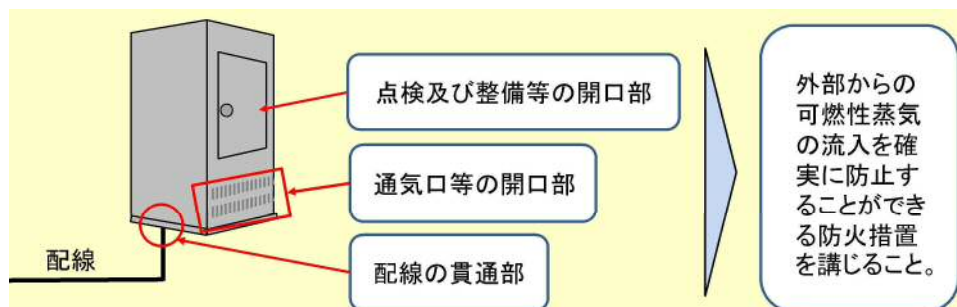 点検及び整備等の開口部
通気口等の開口部
配線の貫通部
配線
外部からの
可燃性蒸気
の流入を確
実に防止す
ることができ
る防火措置
を講じること。